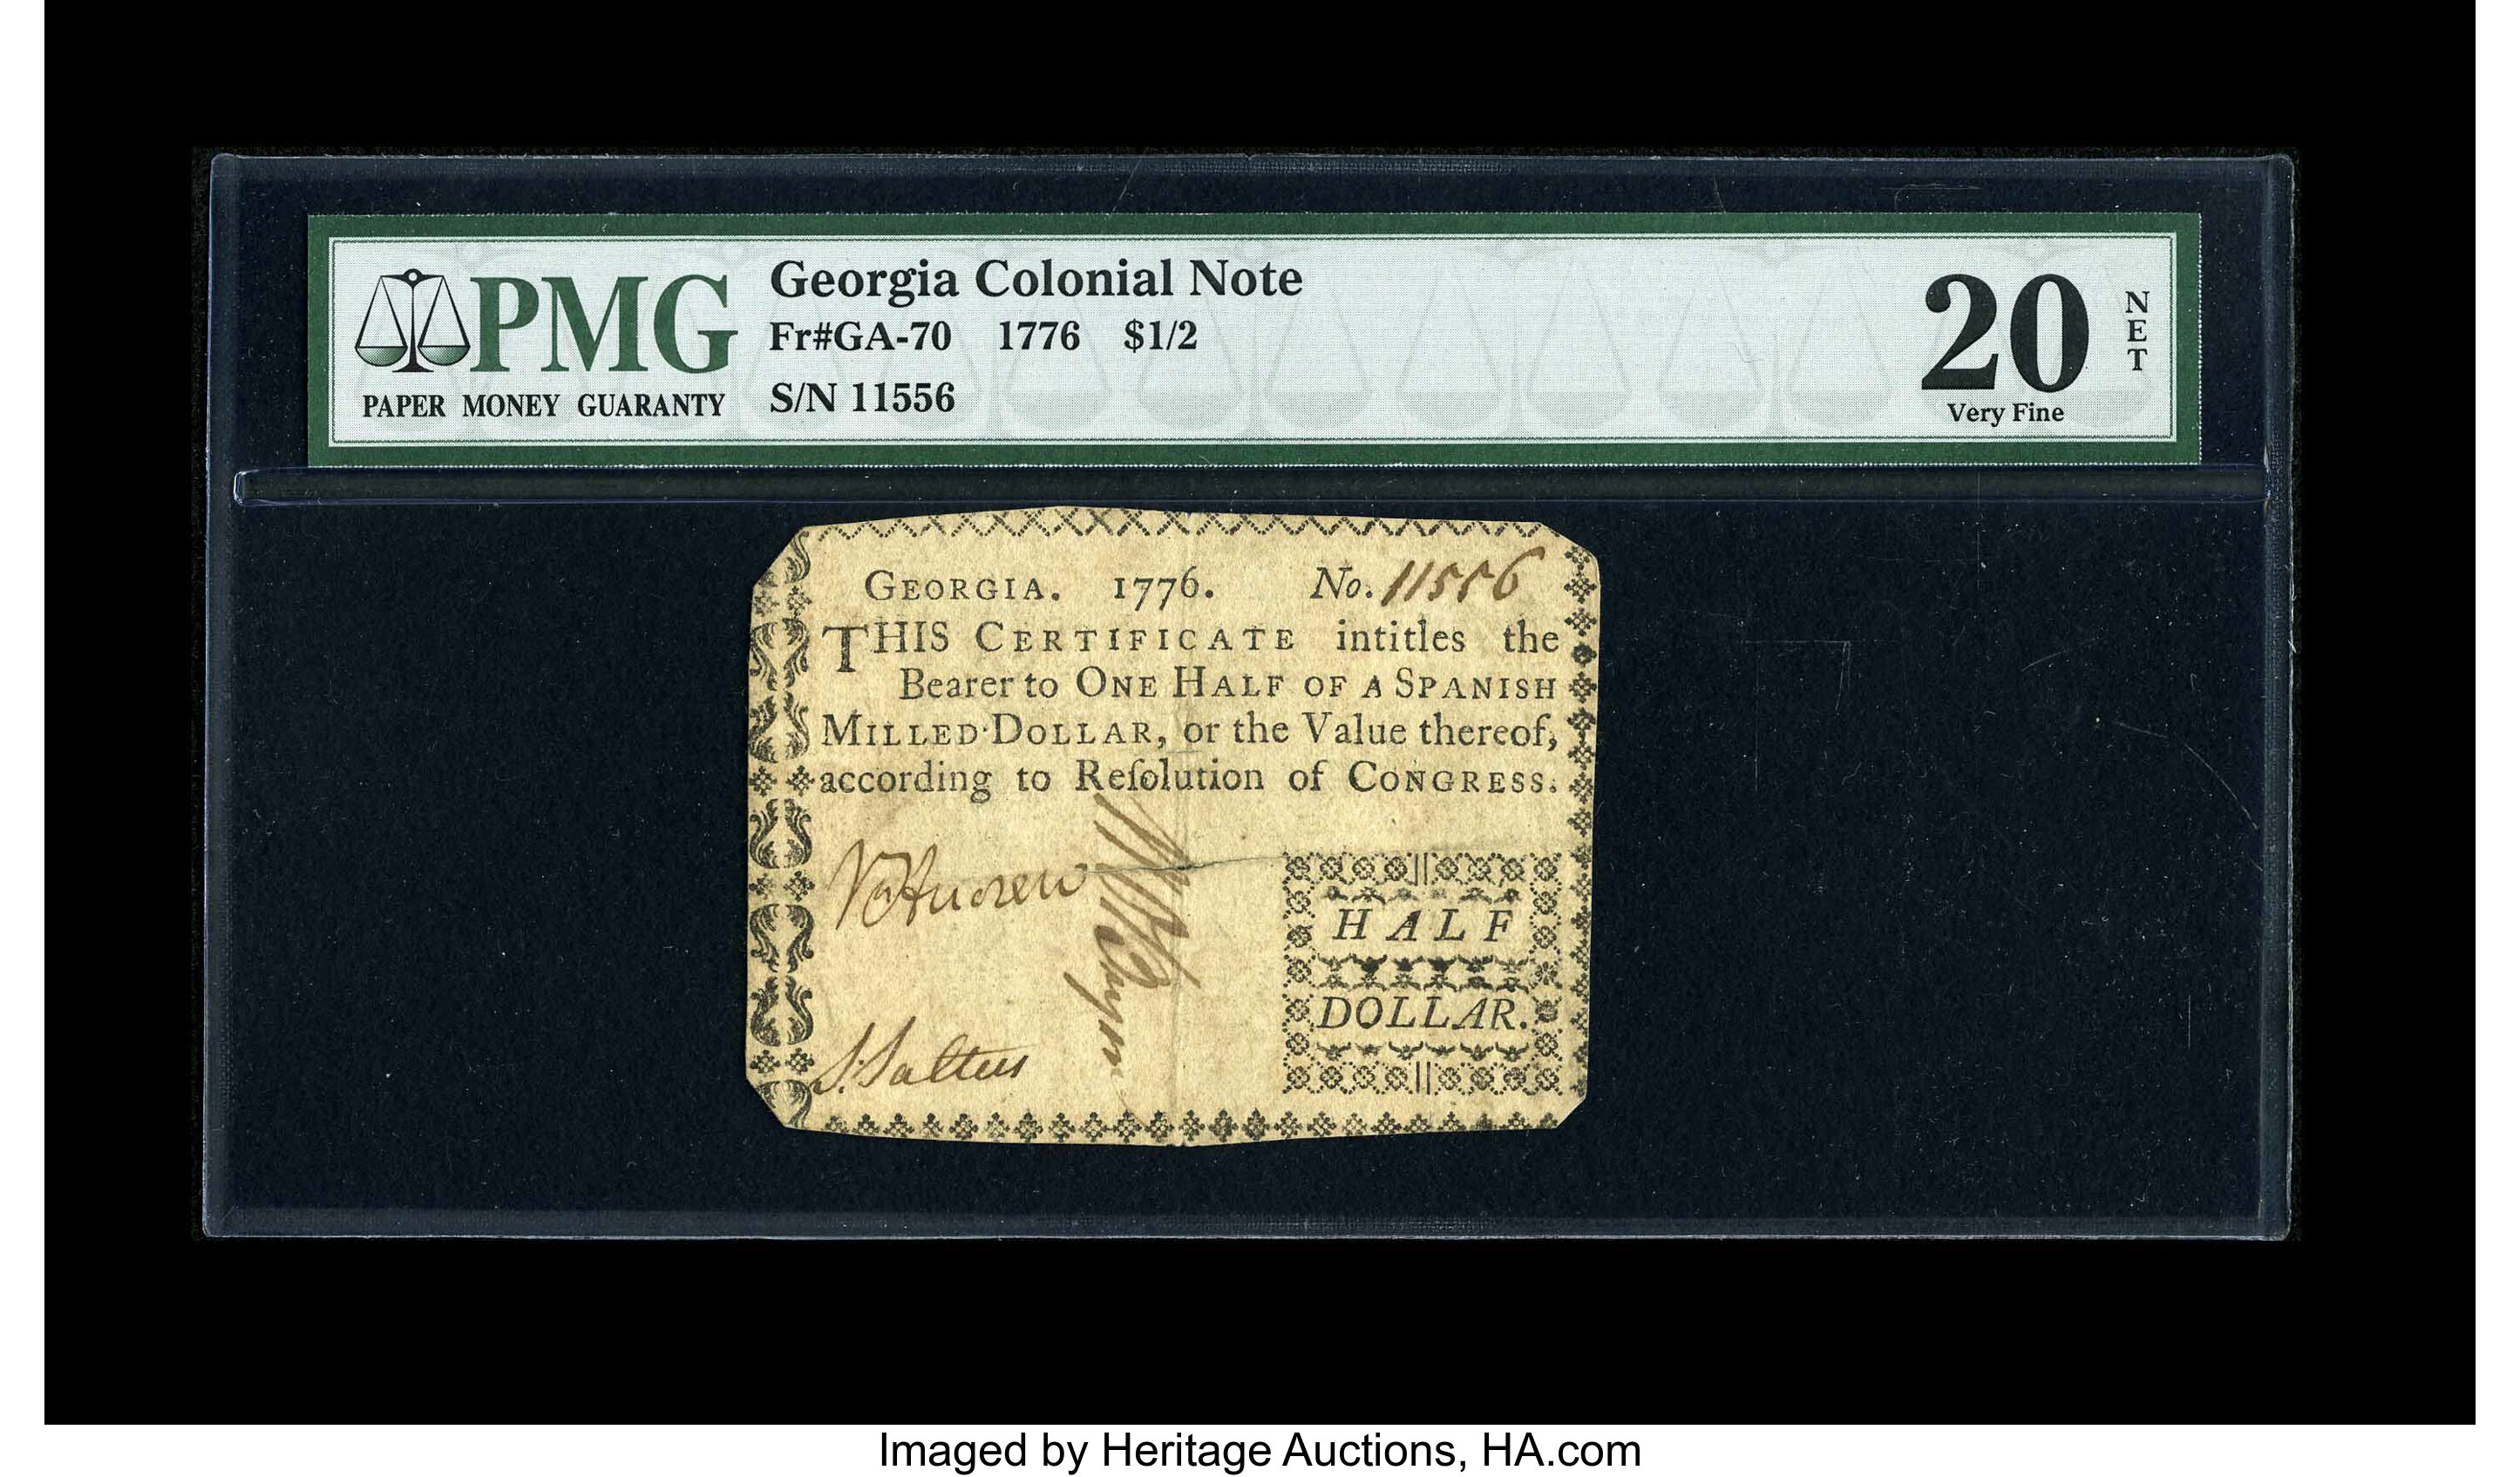 PMG
PAPER MONEY GUARANTY
Georgia Colonial Note
Fr#GA-70 1776 $1/2
S/N 11556
20
NET
Very Fine
GEORGIA. 1776. No. 11556
THIS CERTIFICATE intitles the
Bearer to ONE HALF OF A SPANISH
MILLED DOLLAR, or the Value thereof,
according to Reſolution of CONGRESS.
S. Saltus
HALF
DOLLAR.
Imaged by Heritage Auctions, HA.com